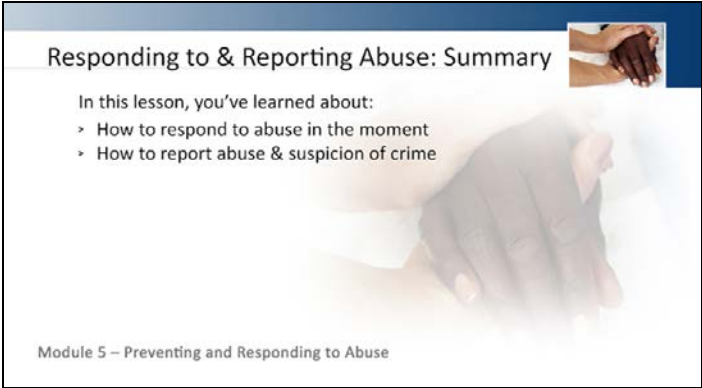 Responding to & Reporting Abuse: Summary
In this lesson, you've learned about:
> How to respond to abuse in the moment
> How to report abuse & suspicion of crime
Module 5 – Preventing and Responding to Abuse